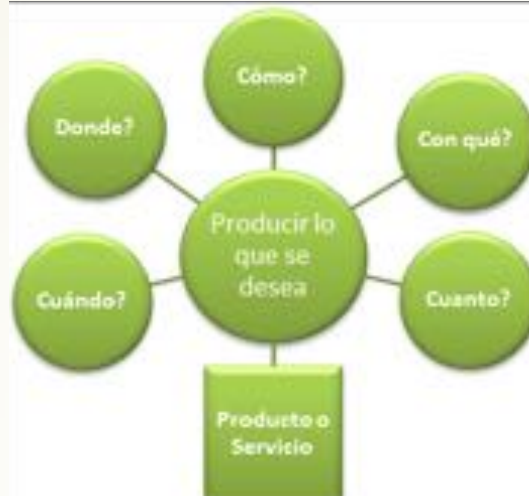 Cómo?
Donde?
Con qué?
Producir lo
que se
desea
Cuándo?
Cuanto?
Producto o
Servicio